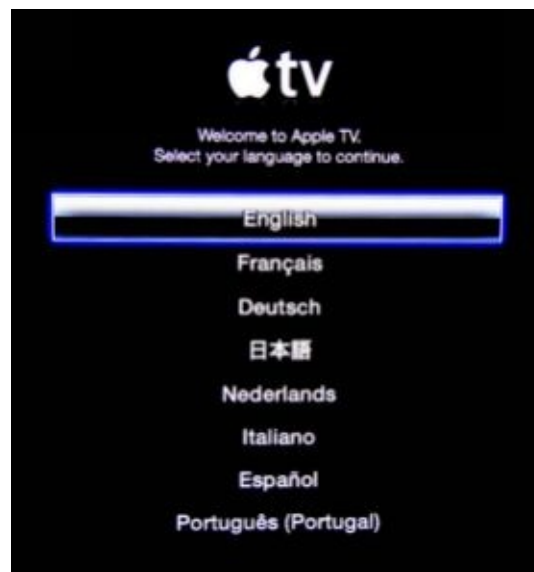 tv
Welcome to Apple TV.
Select your language to continue.
English
Français
Deutsch
日本語
Nederlands
Italiano
Español
Português (Portugal)